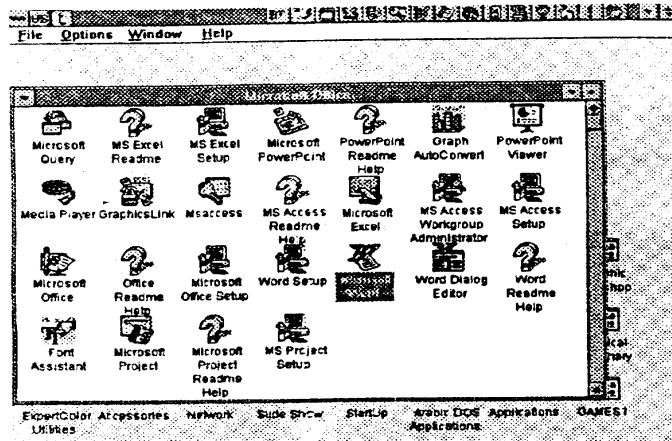 File Options Window Help
Microsoft Office
Microsoft Query
MS Excel Readme
MS Excel Setup
Microsoft PowerPoint
PowerPoint Readme Help
Graph AutoConvert
PowerPoint Viewer
Media Player
GraphicsLink
Msaccess
MS Access Readme Help
Microsoft Excel
MS Access Workgroup Administrator
MS Access Setup
Microsoft Office
Office Readme Help
Microsoft Office Setup
Word Setup
Word Dialog Editor
Word Readme Help
Font Assistant
Microsoft Project
Microsoft Project Readme Help
MS Project Setup
ExpertColor Utilities
Accessories
Network
Slide Show
StartUp
Arabic DOS Applications
Applications
GAMES1